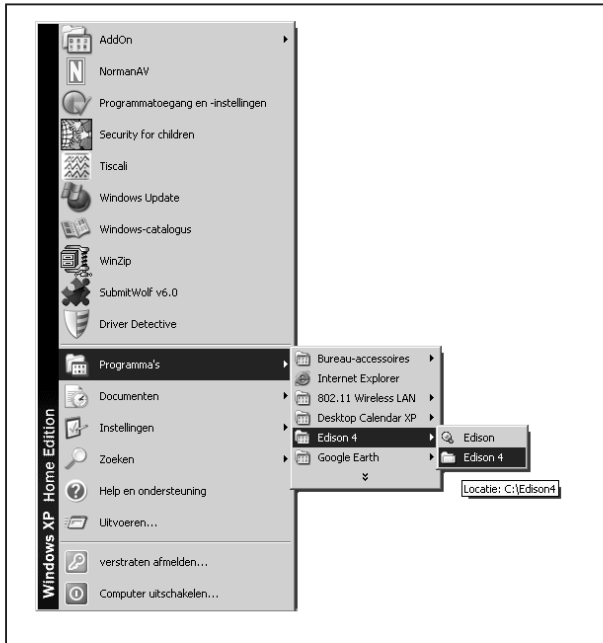 AddOn
NormanAV
Programmatoegang en -instellingen
Security for children
Tiscali
Windows Update
Windows-catalogus
WinZip
SubmitWolf v6.0
Driver Detective
Programma's
Documenten
Instellingen
Zoeken
Help en ondersteuning
Uitvoeren...
verstraten afmelden...
Computer uitschakelen...
Windows XP Home Edition
Bureau-accessoires
Internet Explorer
802.11 Wireless LAN
Desktop Calendar XP
Edison 4
Google Earth
Edison
Edison 4
Locatie: C:\Edison4